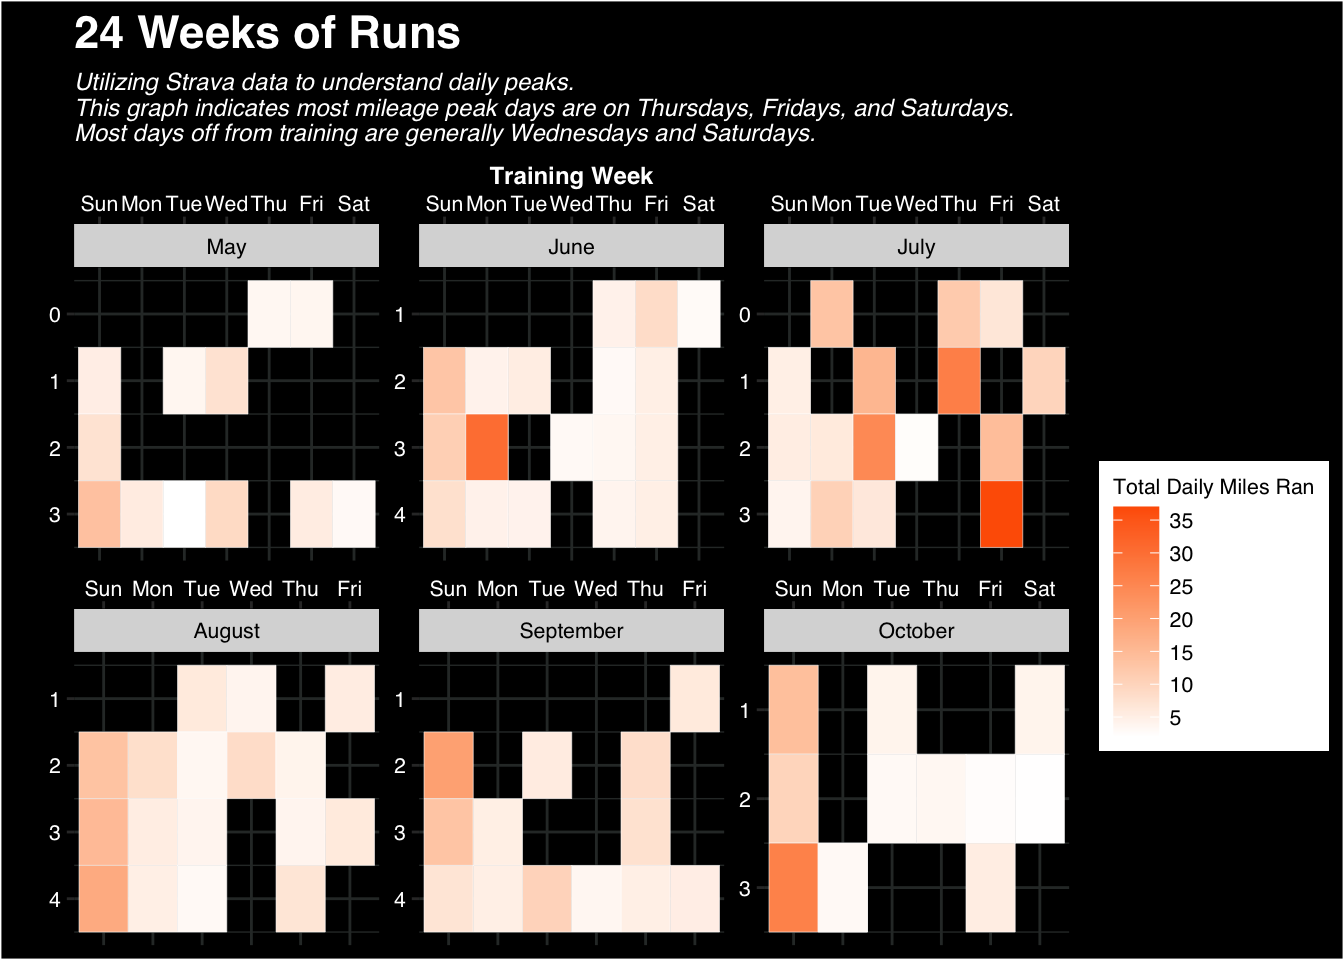 24 Weeks of Runs
Utilizing Strava data to understand daily peaks.
This graph indicates most mileage peak days are on Thursdays, Fridays, and Saturdays.
Most days off from training are generally Wednesdays and Saturdays.
Training Week
Sun Mon Tue Wed Thu Fri Sat
Sun Mon Tue Wed Thu Fri Sat
Sun Mon Tue Wed Thu Fri Sat
May
June
July
0
1
2
3
1
2
3
4
0
1
2
3
Sun Mon Tue Wed Thu Fri
Sun Mon Tue Wed Thu Fri
Sun Mon Tue Wed Thu Fri Sat
August
September
October
1
2
3
4
1
2
3
4
1
2
3
Total Daily Miles Ran
35
30
25
20
15
10
5